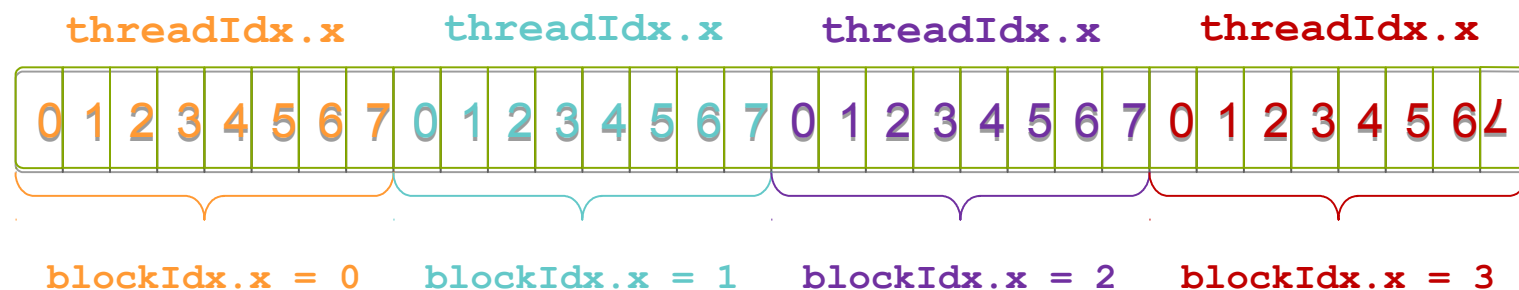 threadIdx.x threadIdx.x threadIdx.x threadIdx.x
0 1 2 3 4 5 6 7 0 1 2 3 4 5 6 7 0 1 2 3 4 5 6 7 0 1 2 3 4 5 6 7
blockIdx.x = 0 blockIdx.x = 1 blockIdx.x = 2 blockIdx.x = 3